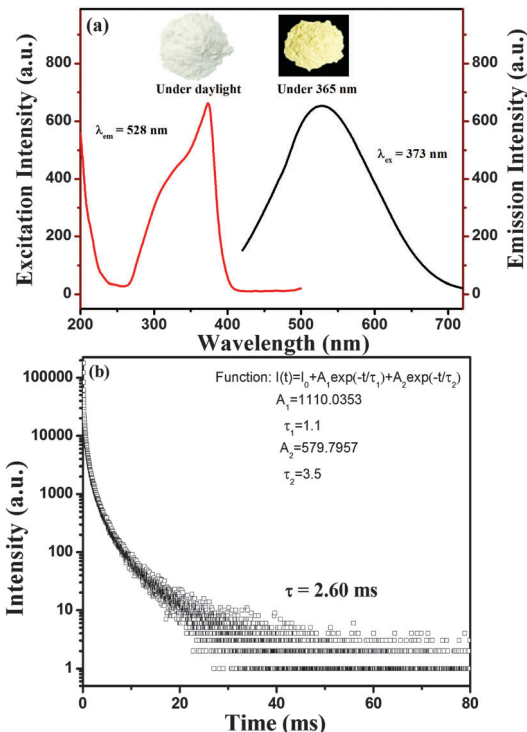 (a)
Under daylight
Under 365 nm
λem = 528 nm
λex = 373 nm
Excitation Intensity (a.u.)
Emission Intensity (a.u.)
800
600
400
200
0
800
600
400
200
0
200 300 400 500 600 700
Wavelength (nm)
(b)
Function: I(t)=I0+A1exp(-t/τ1)+A2exp(-t/τ2)
A1=1110.0353
τ1=1.1
A2=579.7957
τ2=3.5
τ = 2.60 ms
Intensity (a.u.)
100000
10000
1000
100
10
1
0 20 40 60 80
Time (ms)